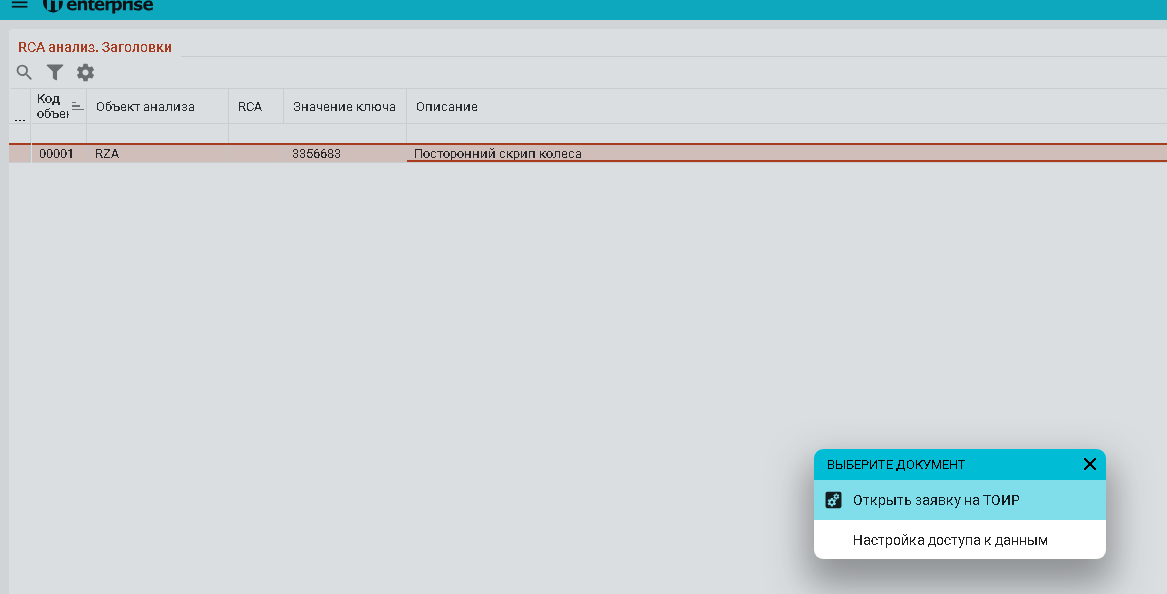 enterprise
RCA анализ. Заголовки
Код
объек
Объект анализа
RCA
Значение ключа
Описание
...
00001 RZA 3356683 Посторонний скрип колеса
ВЫБЕРИТЕ ДОКУМЕНТ
Открыть заявку на ТОИР
Настройка доступа к данным